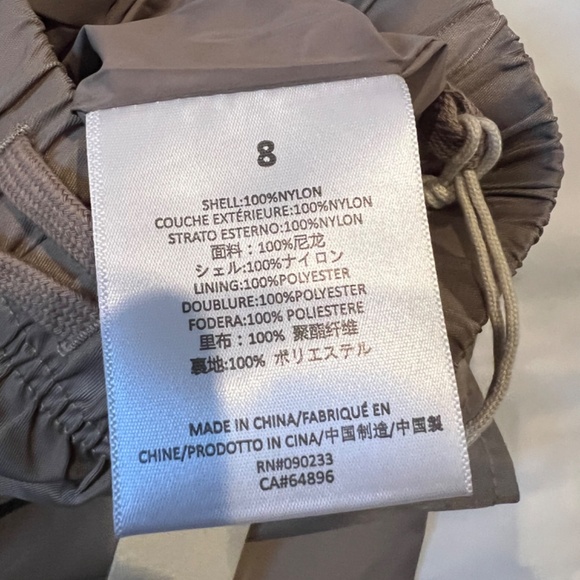 8
SHELL:100%NYLON
COUCHE EXTÉRIEURE:100%NYLON
STRATO ESTERNO:100%NYLON
面料：100%尼龙
シェル:100%ナイロン
LINING:100%POLYESTER
DOUBLURE:100%POLYESTER
FODERA:100% POLIESTERE
里布：100% 聚酯纤维
裏地:100% ポリエステル
MADE IN CHINA/FABRIQUÉ EN
CHINE/PRODOTTO IN CINA/中国制造/中国製
RN#090233
CA#64896